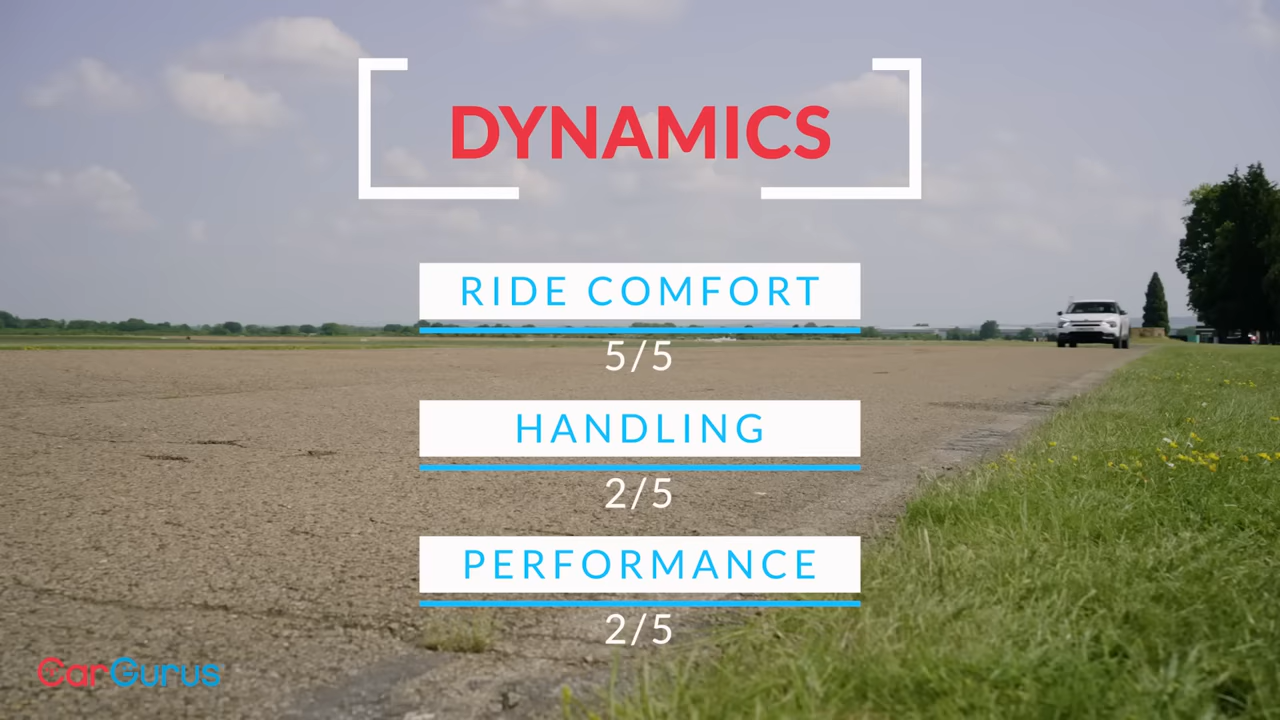 DYNAMICS
RIDE COMFORT
5/5
HANDLING
2/5
PERFORMANCE
2/5
CarGurus